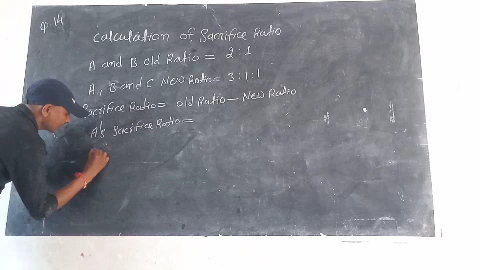 Q.14
Calculation of Sacrifice Ratio
A and B old Ratio = 2:1
A, B and C New Ratio = 3:1:1
Sacrifice Ratio = old Ratio - New Ratio
A's Sacrifice Ratio =